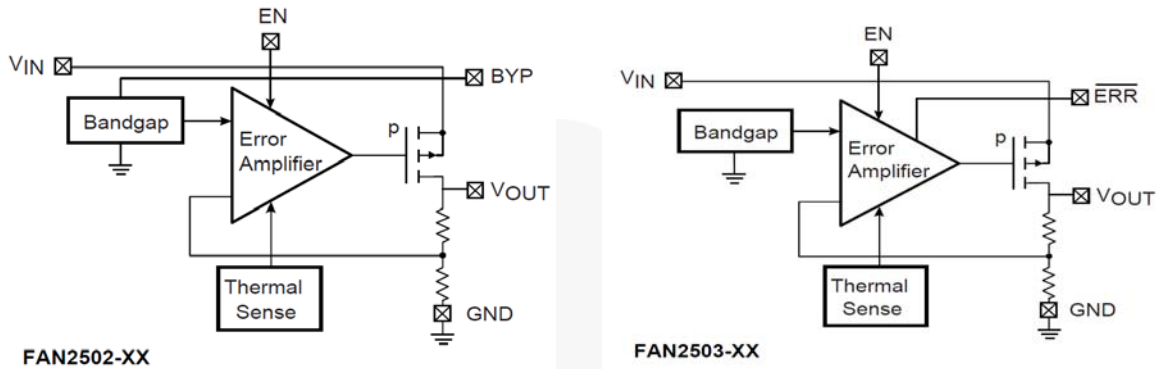 EN
VIN
BYP
Bandgap
p
Error
Amplifier
VOUT
Thermal
Sense
GND
FAN2502-XX
EN
VIN
ERR
Bandgap
p
Error
Amplifier
VOUT
Thermal
Sense
GND
FAN2503-XX